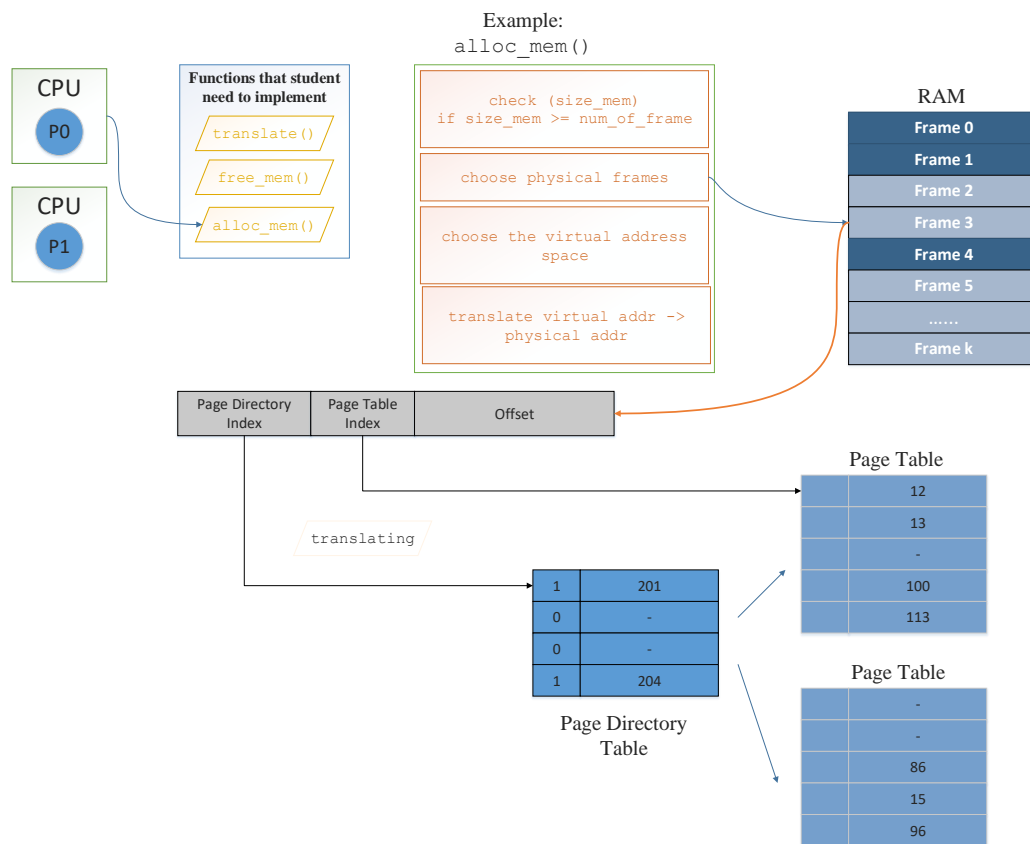 Example:
alloc_mem()
CPU
P0
CPU
P1
Functions that student
need to implement
translate()
free_mem()
alloc_mem()
check (size_mem)
if size_mem >= num_of_frame
choose physical frames
choose the virtual address
space
translate virtual addr ->
physical addr
RAM
Frame 0
Frame 1
Frame 2
Frame 3
Frame 4
Frame 5
......
Frame k
Page Directory
Index
Page Table
Index
Offset
translating
1 201
0 -
0 -
1 204
Page Directory
Table
Page Table
12
13
-
100
113
Page Table
-
-
86
15
96